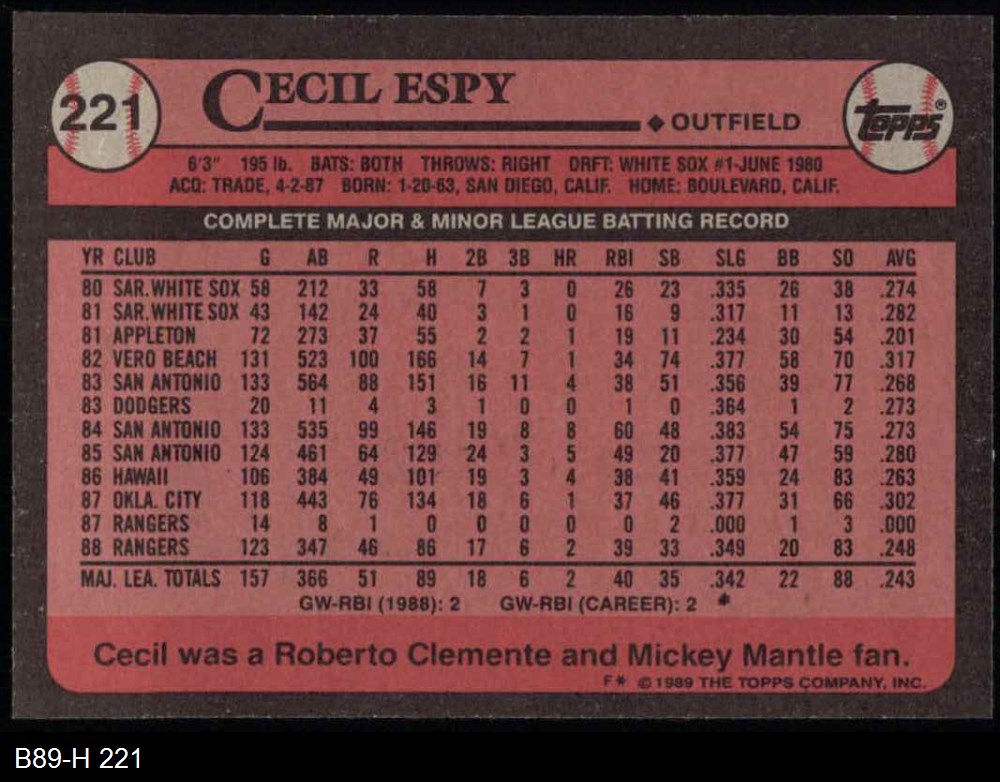 221
CECIL ESPY
◆ OUTFIELD
TOPPS®
6'3" 195 lb. BATS: BOTH THROWS: RIGHT DRFT: WHITE SOX #1-JUNE 1980
ACQ: TRADE, 4-2-87 BORN: 1-20-63, SAN DIEGO, CALIF. HOME: BOULEVARD, CALIF.
COMPLETE MAJOR & MINOR LEAGUE BATTING RECORD
YR CLUB G AB R H 2B 3B HR RBI SB SLG BB SO AVG
80 SAR. WHITE SOX 58 212 33 58 7 3 0 26 23 .335 26 38 .274
81 SAR. WHITE SOX 43 142 24 40 3 1 0 16 9 .317 11 13 .282
81 APPLETON 72 273 37 55 2 2 1 19 11 .234 30 54 .201
82 VERO BEACH 131 523 100 166 14 7 1 34 74 .377 58 70 .317
83 SAN ANTONIO 133 564 88 151 16 11 4 38 51 .356 39 77 .268
83 DODGERS 20 11 4 3 1 0 0 1 0 .364 1 2 .273
84 SAN ANTONIO 133 535 99 146 19 8 8 60 48 .383 54 75 .273
85 SAN ANTONIO 124 461 64 129 24 3 5 49 20 .377 47 59 .280
86 HAWAII 106 384 49 101 19 3 4 38 41 .359 24 83 .263
87 OKLA. CITY 118 443 76 134 18 6 1 37 46 .377 31 66 .302
87 RANGERS 14 8 1 0 0 0 0 0 2 .000 1 3 .000
88 RANGERS 123 347 46 86 17 6 2 39 33 .349 20 83 .248
MAJ. LEA. TOTALS 157 366 51 89 18 6 2 40 35 .342 22 88 .243
GW-RBI (1988): 2 GW-RBI (CAREER): 2 *
Cecil was a Roberto Clemente and Mickey Mantle fan.
F* © 1989 THE TOPPS COMPANY, INC.
B89-H 221